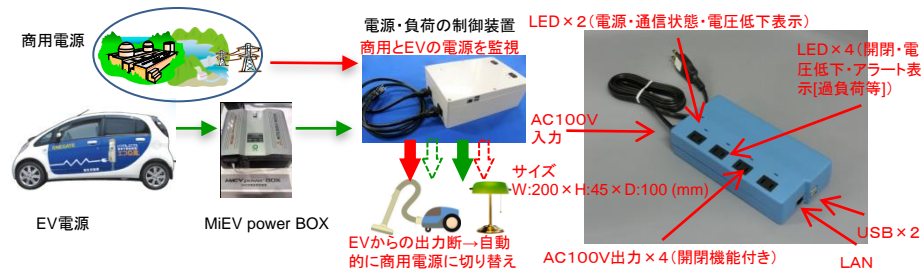 商用電源
電源・負荷の制御装置
商用とEVの電源を監視
EV電源
MiEV power BOX
EVからの出力断→自動
的に商用電源に切り替え
LED×2(電源・通信状態・電圧低下表示)
LED×4(開閉・電
圧低下・アラート表
示[過負荷等])
AC100V
入力
サイズ
W:200×H:45×D:100 (mm)
AC100V出力×4(開閉機能付き)
USB×2
LAN